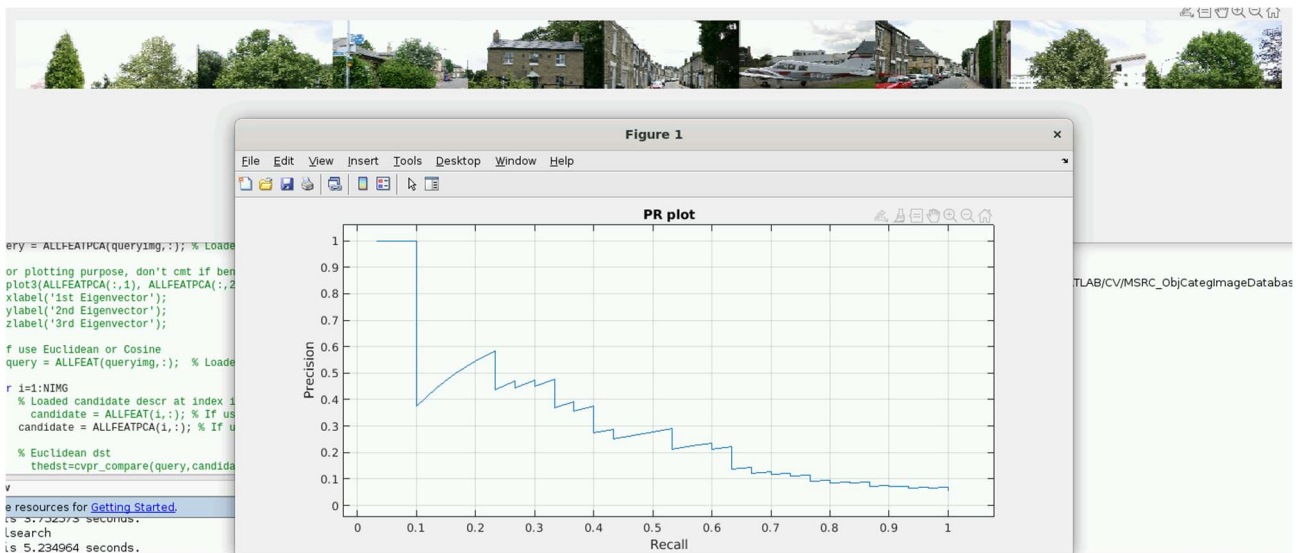 Figure 1
File Edit View Insert Tools Desktop Window Help
PR plot
ery = ALLFEATPCA(queryimg,:); % Loade
or plotting purpose, don't cmt if ben
plot3(ALLFEATPCA(:,1), ALLFEATPCA(:,2
xlabel('1st Eigenvector');
ylabel('2nd Eigenvector');
zlabel('3rd Eigenvector');
f use Euclidean or Cosine
query = ALLFEAT(queryimg,:); % Loade
r i=1:NIMG
% Loaded candidate descr at index i
candidate = ALLFEAT(i,:); % If us
candidate = ALLFEATPCA(i,:); % If u
% Euclidean dst
thedst=cvpr_compare(query,candida
w
e resources for Getting Started.
is 3.752573 seconds.
lsearch
is 5.234964 seconds.
TLAB/CV/MSRC_ObjCategImageDatabas
Precision
1
0.9
0.8
0.7
0.6
0.5
0.4
0.3
0.2
0.1
0
0 0.1 0.2 0.3 0.4 0.5 0.6 0.7 0.8 0.9 1
Recall